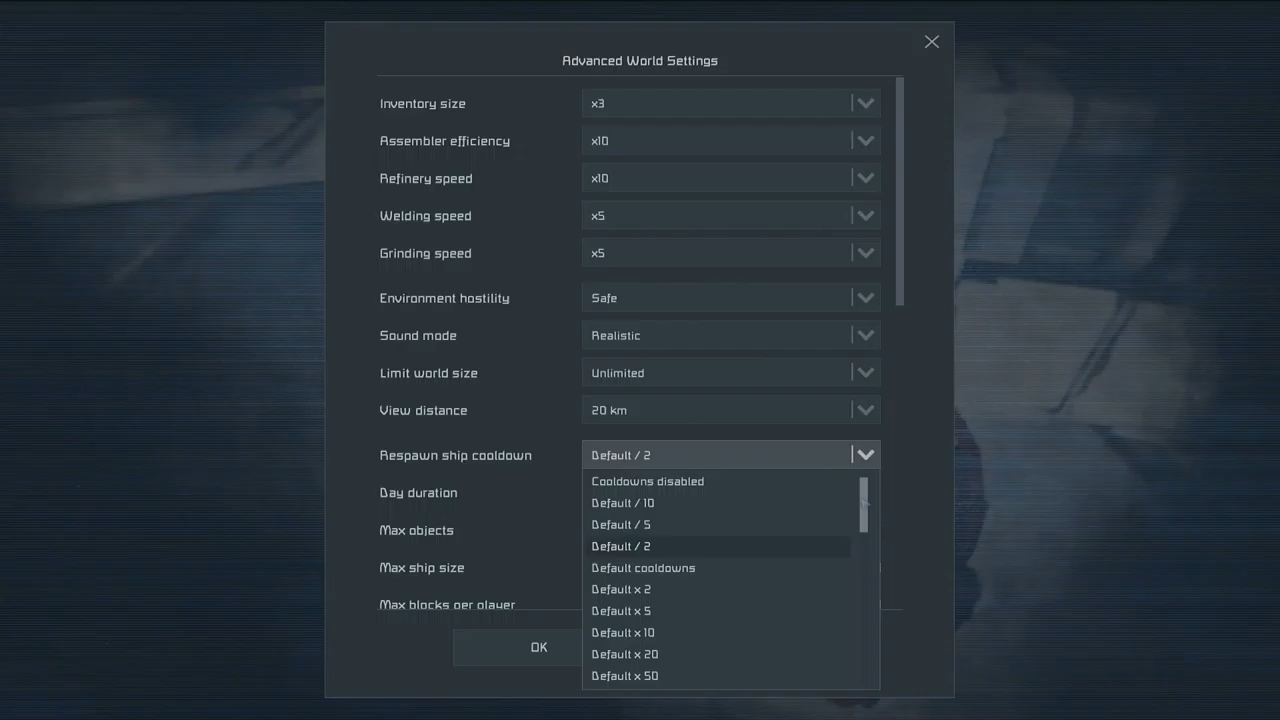 Advanced World Settings
Inventory size x3
Assembler efficiency x10
Refinery speed x10
Welding speed x5
Grinding speed x5
Environment hostility Safe
Sound mode Realistic
Limit world size Unlimited
View distance 20 km
Respawn ship cooldown Default / 2
Cooldowns disabled
Day duration
Default / 10
Default / 5
Max objects
Default / 2
Max ship size
Default cooldowns
Default x 2
Max blocks per player
Default x 5
Default x 10
OK
Default x 20
Default x 50